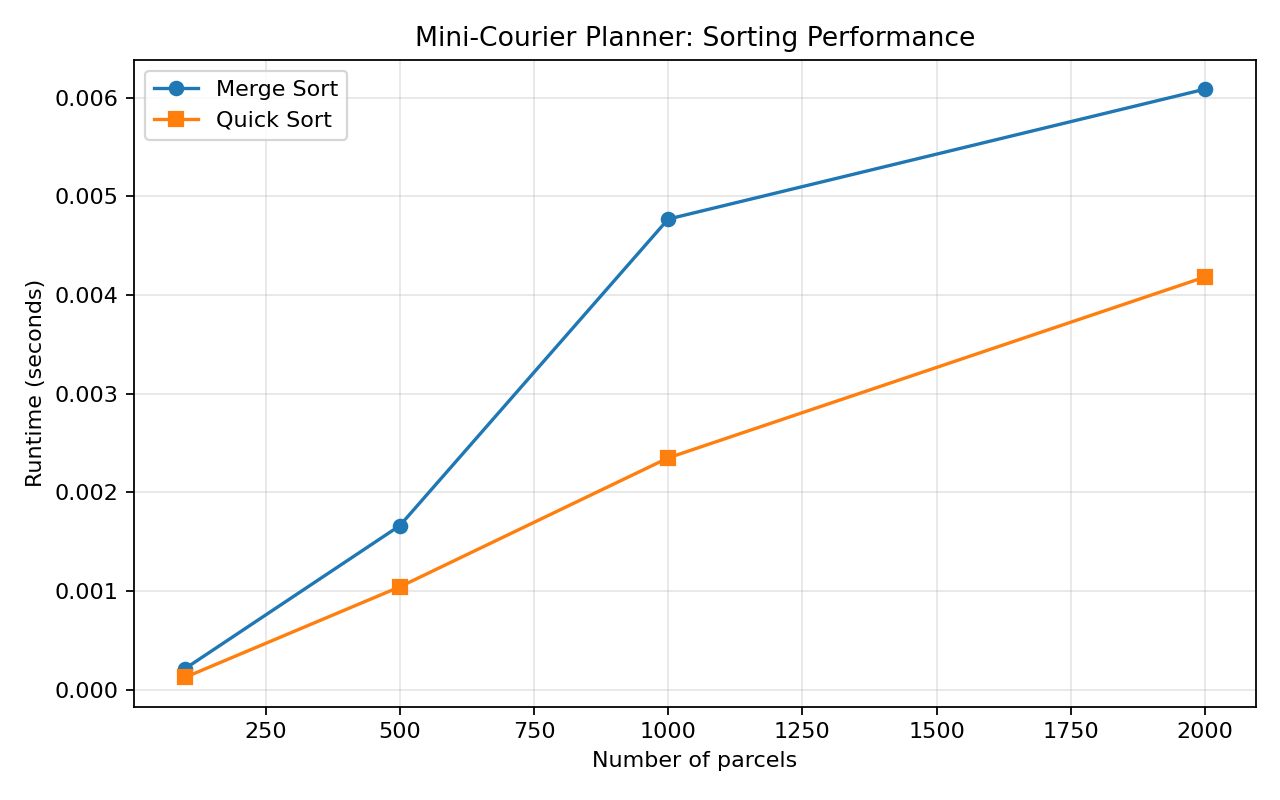 Mini-Courier Planner: Sorting Performance
Merge Sort
Quick Sort
0.006
0.005
0.004
0.003
0.002
0.001
0.000
Runtime (seconds)
250 500 750 1000 1250 1500 1750 2000
Number of parcels